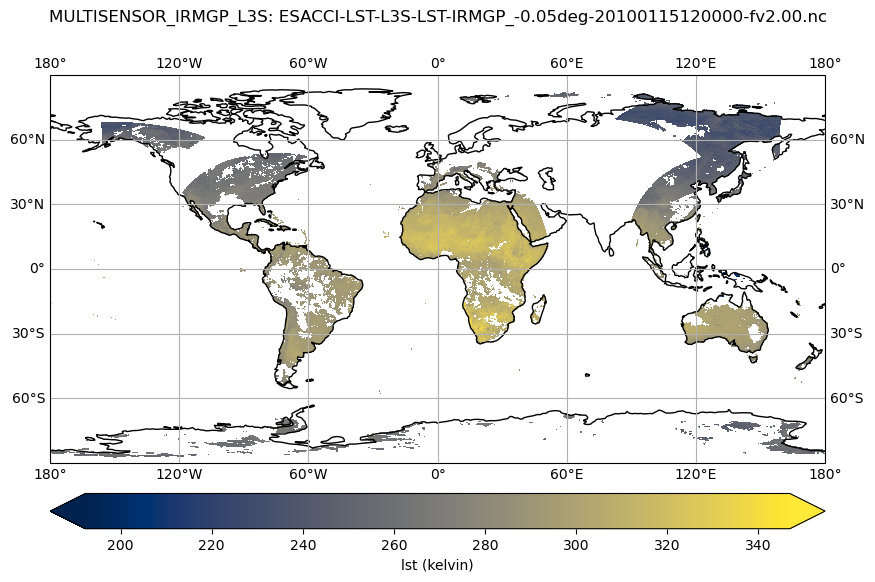 MULTISENSOR_IRMGP_L3S: ESACCI-LST-L3S-LST-IRMGP_-0.05deg-20100115120000-fv2.00.nc
180° 120°W 60°W 0° 60°E 120°E 180°
60°N 60°N
30°N 30°N
0° 0°
30°S 30°S
60°S 60°S
180° 120°W 60°W 0° 60°E 120°E 180°
200 220 240 260 280 300 320 340
lst (kelvin)